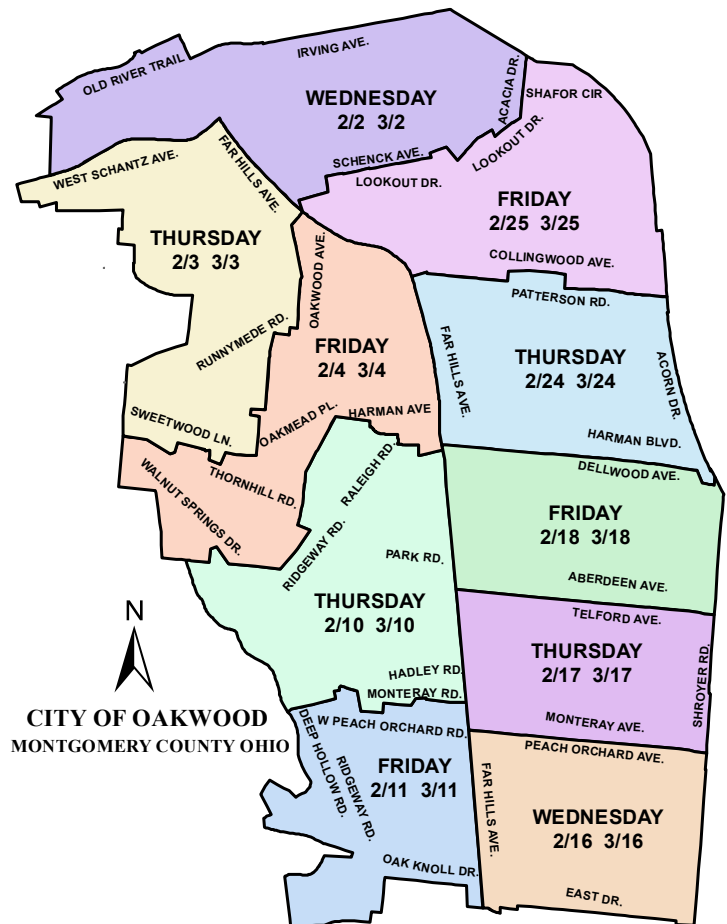 IRVING AVE.
OLD RIVER TRAIL
WEDNESDAY
2/2 3/2
ACACIA DR.
SHAFOR CIR
SCHENCK AVE.
LOOKOUT DR.
LOOKOUT DR.
WEST SCHANTZ AVE.
FAR HILLS AVE.
FRIDAY
2/25 3/25
COLLINGWOOD AVE.
THURSDAY
2/3 3/3
RUNNYMEDE RD.
SWEETWOOD LN.
OAKWOOD AVE.
FRIDAY
2/4 3/4
OAKMEAD PL.
HARMAN AVE
THORNHILL RD.
WALNUT SPRINGS DR.
PATTERSON RD.
FAR HILLS AVE.
THURSDAY
2/24 3/24
ACORN DR.
HARMAN BLVD.
DELLWOOD AVE.
FRIDAY
2/18 3/18
ABERDEEN AVE.
RALEIGH RD.
RIDGEWAY RD.
PARK RD.
THURSDAY
2/10 3/10
HADLEY RD.
MONTERAY RD.
TELFORD AVE.
THURSDAY
2/17 3/17
SHROYER RD.
MONTERAY AVE.
N
CITY OF OAKWOOD
MONTGOMERY COUNTY OHIO
W PEACH ORCHARD RD.
DEEP HOLLOW RD.
RIDGEWAY RD.
FRIDAY
2/11 3/11
OAK KNOLL DR.
PEACH ORCHARD AVE.
FAR HILLS AVE.
WEDNESDAY
2/16 3/16
EAST DR.